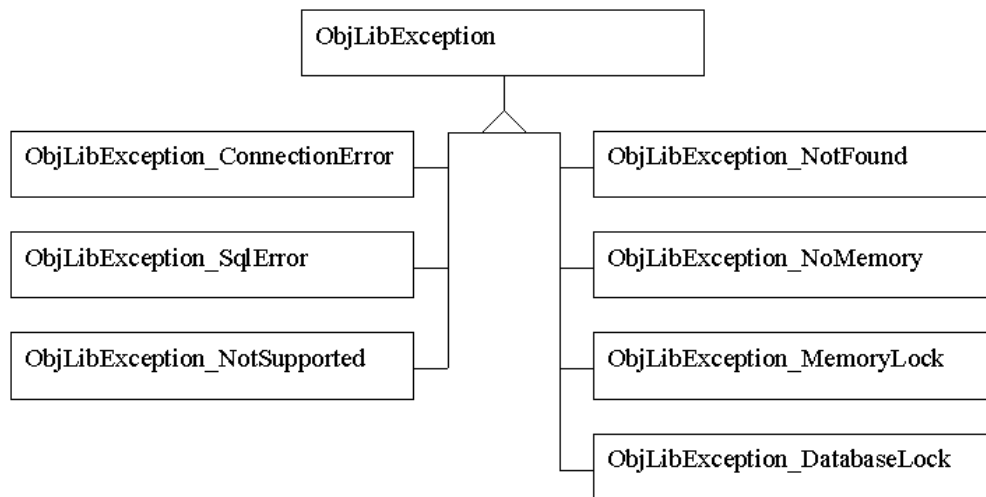 ObjLibException
ObjLibException_ConnectionError
ObjLibException_SqlError
ObjLibException_NotSupported
ObjLibException_NotFound
ObjLibException_NoMemory
ObjLibException_MemoryLock
ObjLibException_DatabaseLock